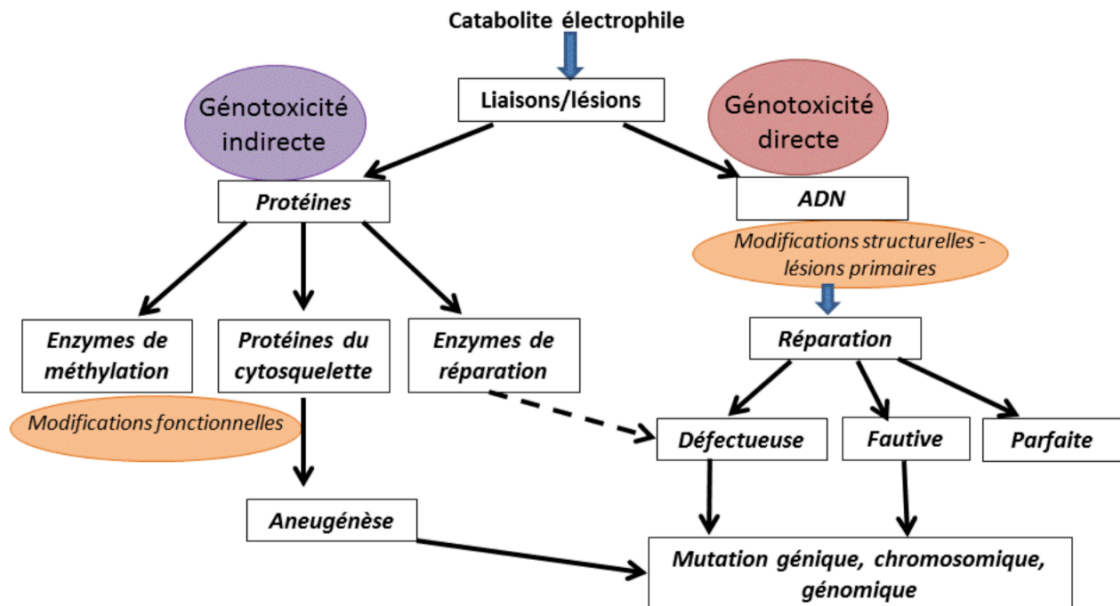 Catabolite électrophile
Liaisons/lésions
Génotoxicité
indirecte
Génotoxicité
directe
Protéines
ADN
Modifications structurelles -
lésions primaires
Enzymes de
méthylation
Protéines du
cytosquelette
Enzymes de
réparation
Réparation
Modifications fonctionnelles
Défectueuse
Fautive
Parfaite
Aneugénèse
Mutation génique, chromosomique,
génomique